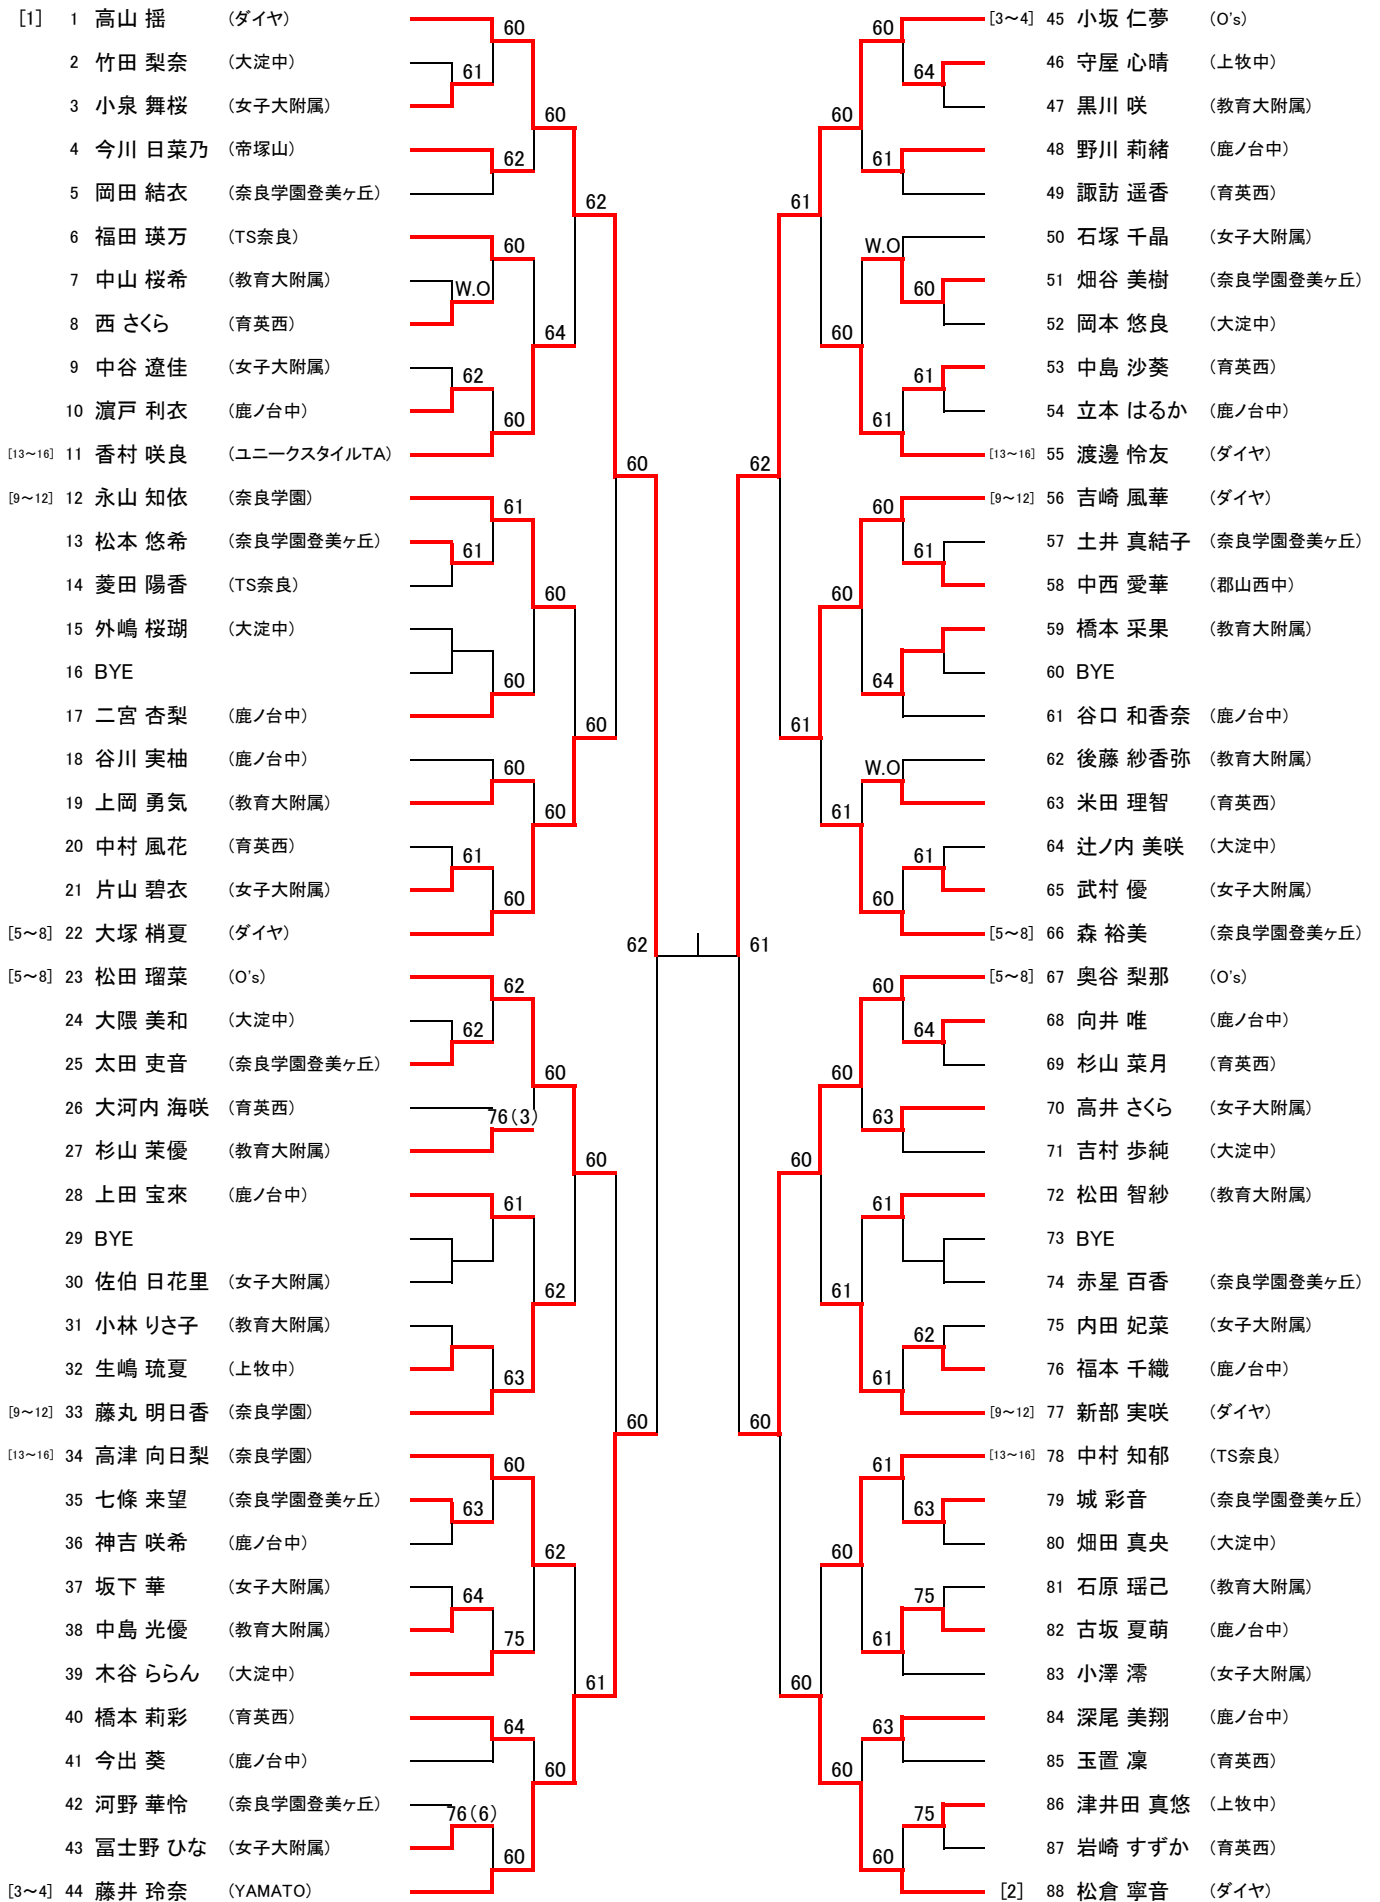 [1] 1 高山 揺 (ダイヤ)
2 竹田 梨奈 (大淀中)
3 小泉 舞桜 (女子大附属)
4 今川 日菜乃 (帝塚山)
5 岡田 結衣 (奈良学園登美ヶ丘)
6 福田 瑛万 (TS奈良)
7 中山 桜希 (教育大附属)
8 西 さくら (育英西)
9 中谷 遼佳 (女子大附属)
10 濵戸 利衣 (鹿ノ台中)
[13~16] 11 香村 咲良 (ユニークスタイルTA)
[9~12] 12 永山 知依 (奈良学園)
13 松本 悠希 (奈良学園登美ヶ丘)
14 菱田 陽香 (TS奈良)
15 外嶋 桜瑚 (大淀中)
16 BYE
17 二宮 杏梨 (鹿ノ台中)
18 谷川 実柚 (鹿ノ台中)
19 上岡 勇気 (教育大附属)
20 中村 風花 (育英西)
21 片山 碧衣 (女子大附属)
[5~8] 22 大塚 梢夏 (ダイヤ)
[5~8] 23 松田 瑠菜 (O's)
24 大隈 美和 (大淀中)
25 太田 吏音 (奈良学園登美ヶ丘)
26 大河内 海咲 (育英西)
27 杉山 茉優 (教育大附属)
28 上田 宝來 (鹿ノ台中)
29 BYE
30 佐伯 日花里 (女子大附属)
31 小林 りさ子 (教育大附属)
32 生嶋 琉夏 (上牧中)
[9~12] 33 藤丸 明日香 (奈良学園)
[13~16] 34 高津 向日梨 (奈良学園)
35 七條 来望 (奈良学園登美ヶ丘)
36 神吉 咲希 (鹿ノ台中)
37 坂下 華 (女子大附属)
38 中島 光優 (教育大附属)
39 木谷 ららん (大淀中)
40 橋本 莉彩 (育英西)
41 今出 葵 (鹿ノ台中)
42 河野 華怜 (奈良学園登美ヶ丘)
43 冨士野 ひな (女子大附属)
[3~4] 44 藤井 玲奈 (YAMATO)
61
W.O
62
61
61
62
63
64
76(6)
60
62
60
60
61
60
60
60
62
76(3)
61
63
60
75
64
60
60
64
60
60
60
62
62
60
62
60
60
61
60
60
62
61
62
60
61
60
61
60
60
61
60
60
60
61
60
61
60
60
61
61
60
60
60
61
W.O
61
60
64
W.O
60
60
63
61
61
61
61
63
60
64
60
61
61
61
64
62
63
75
75
[3~4] 45 小坂 仁夢 (O's)
46 守屋 心晴 (上牧中)
47 黒川 咲 (教育大附属)
48 野川 莉緒 (鹿ノ台中)
49 諏訪 遥香 (育英西)
50 石塚 千晶 (女子大附属)
51 畑谷 美樹 (奈良学園登美ヶ丘)
52 岡本 悠良 (大淀中)
53 中島 沙葵 (育英西)
54 立本 はるか (鹿ノ台中)
[13~16] 55 渡邊 怜友 (ダイヤ)
[9~12] 56 吉崎 風華 (ダイヤ)
57 土井 真結子 (奈良学園登美ヶ丘)
58 中西 愛華 (郡山西中)
59 橋本 采果 (教育大附属)
60 BYE
61 谷口 和香奈 (鹿ノ台中)
62 後藤 紗香弥 (教育大附属)
63 米田 理智 (育英西)
64 辻ノ内 美咲 (大淀中)
65 武村 優 (女子大附属)
[5~8] 66 森 裕美 (奈良学園登美ヶ丘)
[5~8] 67 奥谷 梨那 (O's)
68 向井 唯 (鹿ノ台中)
69 杉山 菜月 (育英西)
70 高井 さくら (女子大附属)
71 吉村 歩純 (大淀中)
72 松田 智紗 (教育大附属)
73 BYE
74 赤星 百香 (奈良学園登美ヶ丘)
75 内田 妃菜 (女子大附属)
76 福本 千織 (鹿ノ台中)
[9~12] 77 新部 実咲 (ダイヤ)
[13~16] 78 中村 知郁 (TS奈良)
79 城 彩音 (奈良学園登美ヶ丘)
80 畑田 真央 (大淀中)
81 石原 瑶己 (教育大附属)
82 古坂 夏萌 (鹿ノ台中)
83 小澤 澪 (女子大附属)
84 深尾 美翔 (鹿ノ台中)
85 玉置 凜 (育英西)
86 津井田 真悠 (上牧中)
87 岩崎 すずか (育英西)
[2] 88 松倉 寧音 (ダイヤ)